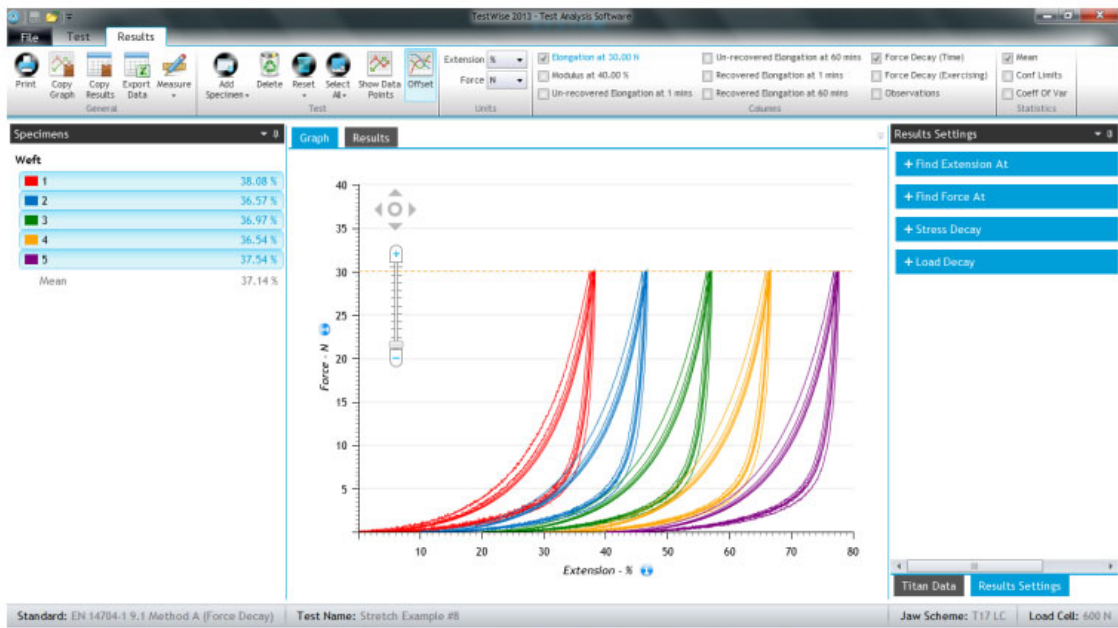 TestWise 2013 - Test Analysis Software
File Test Results
Print Copy Graph Copy Results Export Data Measure
General
Add Specimen Delete Reset Select All Show Data Points Offset
Test
Extension %
Force N
Units
Elongation at 30.00 N
Modulus at 40.00 %
Un-recovered Elongation at 1 mins
Un-recovered Elongation at 60 mins
Recovered Elongation at 1 mins
Recovered Elongation at 60 mins
Force Decay (Time)
Force Decay (Exercising)
Observations
Columns
Mean
Conf Limits
Coeff Of Var
Statistics
Specimens
Weft
1 38.08 %
2 36.57 %
3 36.97 %
4 36.54 %
5 37.54 %
Mean 37.14 %
Graph Results
40
35
30
25
20
15
10
5
Force - N
10 20 30 40 50 60 70 80
Extension - %
Results Settings
+ Find Extension At
+ Find Force At
+ Stress Decay
+ Load Decay
Titan Data Results Settings
Standard: EN 14704-1 9.1 Method A (Force Decay) Test Name: Stretch Example #8 Jaw Scheme: T17 LC Load Cell: 600 N